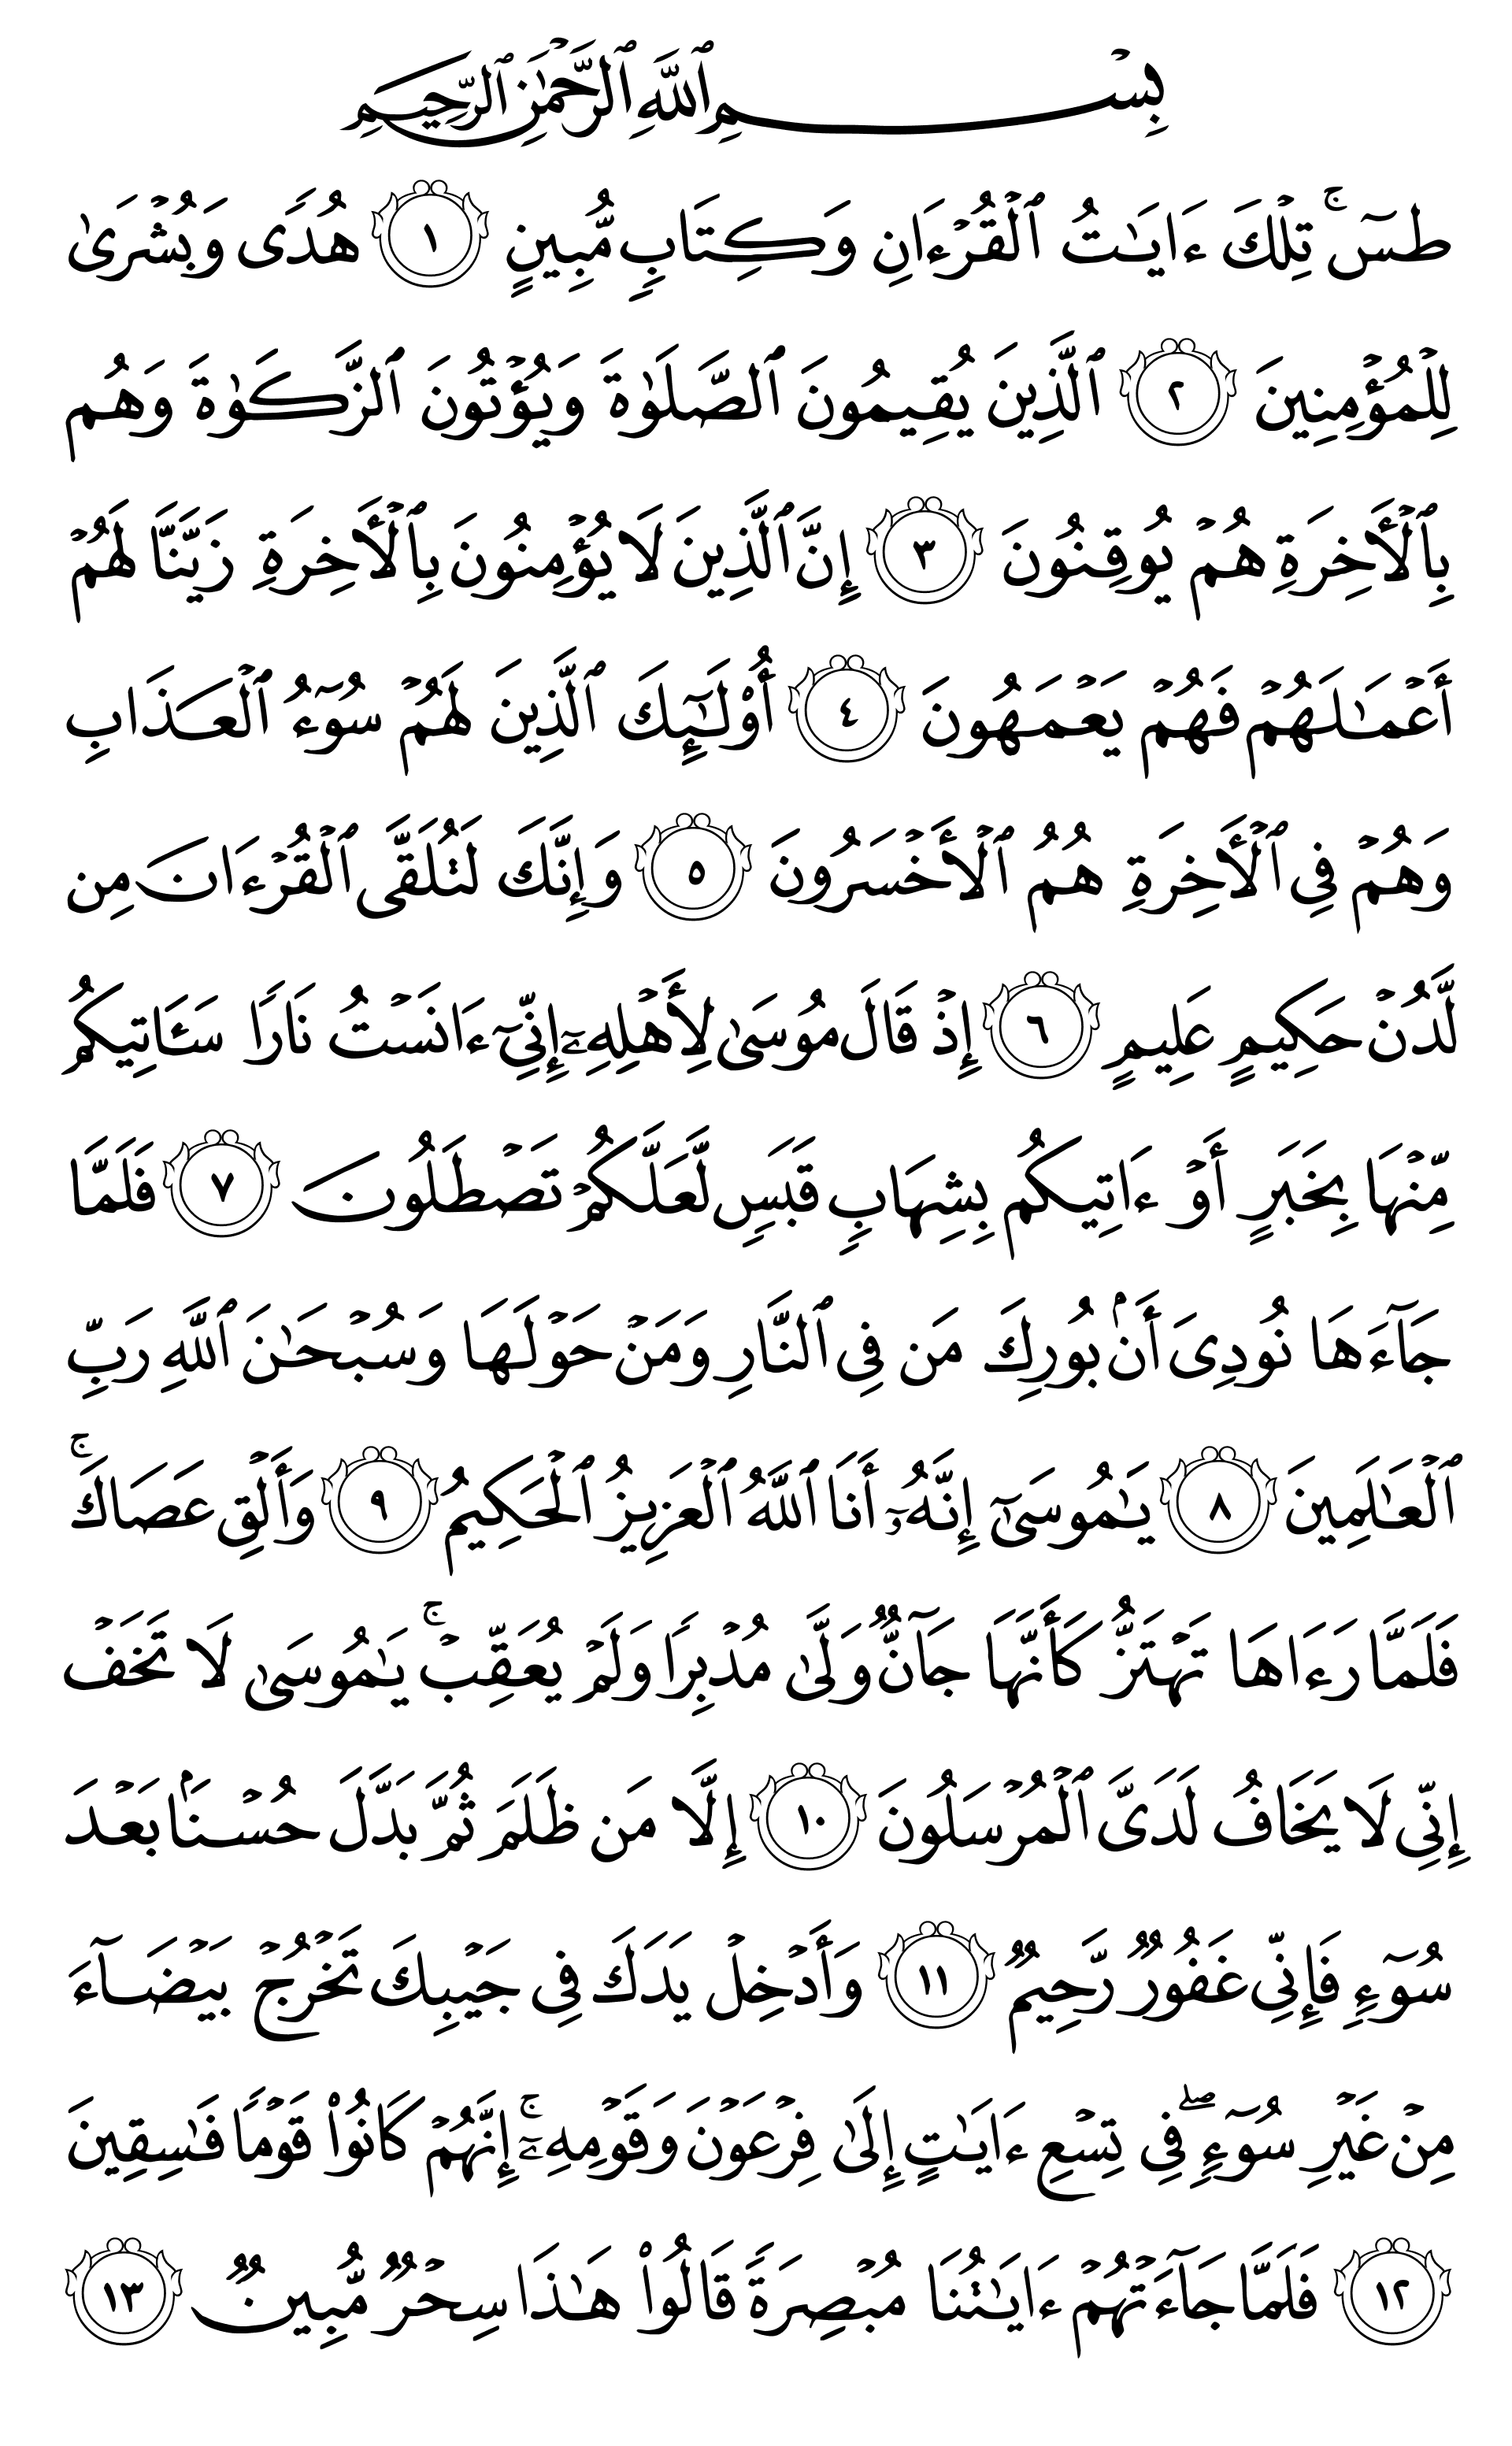 بِسْمِ ٱللَّهِ ٱلرَّحْمَٰنِ ٱلرَّحِيمِ
طسٓۚ تِلْكَ ءَايَٰتُ ٱلْقُرْءَانِ وَكِتَابٍ مُّبِينٍ ١ هُدًى وَبُشْرَىٰ
لِلْمُؤْمِنِينَ ٢ ٱلَّذِينَ يُقِيمُونَ ٱلصَّلَوٰةَ وَيُؤْتُونَ ٱلزَّكَوٰةَ وَهُم
بِٱلْأَخِرَةِ هُمْ يُوقِنُونَ ٣ إِنَّ ٱلَّذِينَ لَا يُؤْمِنُونَ بِٱلْأَخِرَةِ زَيَّنَّا لَهُمْ
أَعْمَٰلَهُمْ فَهُمْ يَعْمَهُونَ ٤ أُو۟لَٰٓئِكَ ٱلَّذِينَ لَهُمْ سُوٓءُ ٱلْعَذَابِ
وَهُمْ فِى ٱلْأَخِرَةِ هُمُ ٱلْأَخْسَرُونَ ٥ وَإِنَّكَ لَتُلَقَّى ٱلْقُرْءَانَ مِن
لَّدُنْ حَكِيمٍ عَلِيمٍ ٦ إِذْ قَالَ مُوسَىٰ لِأَهْلِهِۦٓ إِنِّىٓ ءَانَسْتُ نَارًا سَـَٔاتِيكُم
مِّنْهَا بِخَبَرٍ أَوْ ءَاتِيكُم بِشِهَابٍ قَبَسٍ لَّعَلَّكُمْ تَصْطَلُونَ ٧ فَلَمَّا
جَآءَهَا نُودِىَ أَنۢ بُورِكَ مَن فِى ٱلنَّارِ وَمَنْ حَوْلَهَا وَسُبْحَٰنَ ٱللَّهِ رَبِّ
ٱلْعَٰلَمِينَ ٨ يَٰمُوسَىٰٓ إِنَّهُۥٓ أَنَا ٱللَّهُ ٱلْعَزِيزُ ٱلْحَكِيمُ ٩ وَأَلْقِ عَصَاكَۚ
فَلَمَّا رَءَاهَا تَهْتَزُّ كَأَنَّهَا جَآنٌّ وَلَّىٰ مُدْبِرًا وَلَمْ يُعَقِّبْۚ يَٰمُوسَىٰ لَا تَخَفْ
إِنِّى لَا يَخَافُ لَدَىَّ ٱلْمُرْسَلُونَ ١٠ إِلَّا مَن ظَلَمَ ثُمَّ بَدَّلَ حُسْنَۢا بَعْدَ
سُوٓءٍ فَإِنِّى غَفُورٌ رَّحِيمٌ ١١ وَأَدْخِلْ يَدَكَ فِى جَيْبِكَ تَخْرُجْ بَيْضَآءَ
مِنْ غَيْرِ سُوٓءٍۖ فِى تِسْعِ ءَايَٰتٍ إِلَىٰ فِرْعَوْنَ وَقَوْمِهِۦٓۚ إِنَّهُمْ كَانُوا۟ قَوْمًا فَٰسِقِينَ
١٢ فَلَمَّا جَآءَتْهُمْ ءَايَٰتُنَا مُبْصِرَةً قَالُوا۟ هَٰذَا سِحْرٌ مُّبِينٌ ١٣